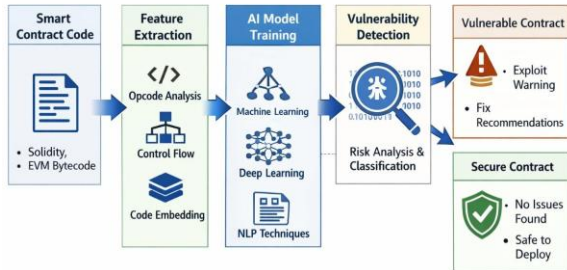 Smart
Contract Code
• Solidity,
• EVM Bytecode
Feature
Extraction
</>
Opcode Analysis
Control Flow
Code Embedding
AI Model
Training
Machine Learning
Deep Learning
NLP Techniques
Vulnerability
Detection
Risk Analysis &
Classification
Vulnerable Contract
• Exploit
Warning
• Fix
Recommendations
Secure Contract
• No Issues
Found
• Safe to
Deploy